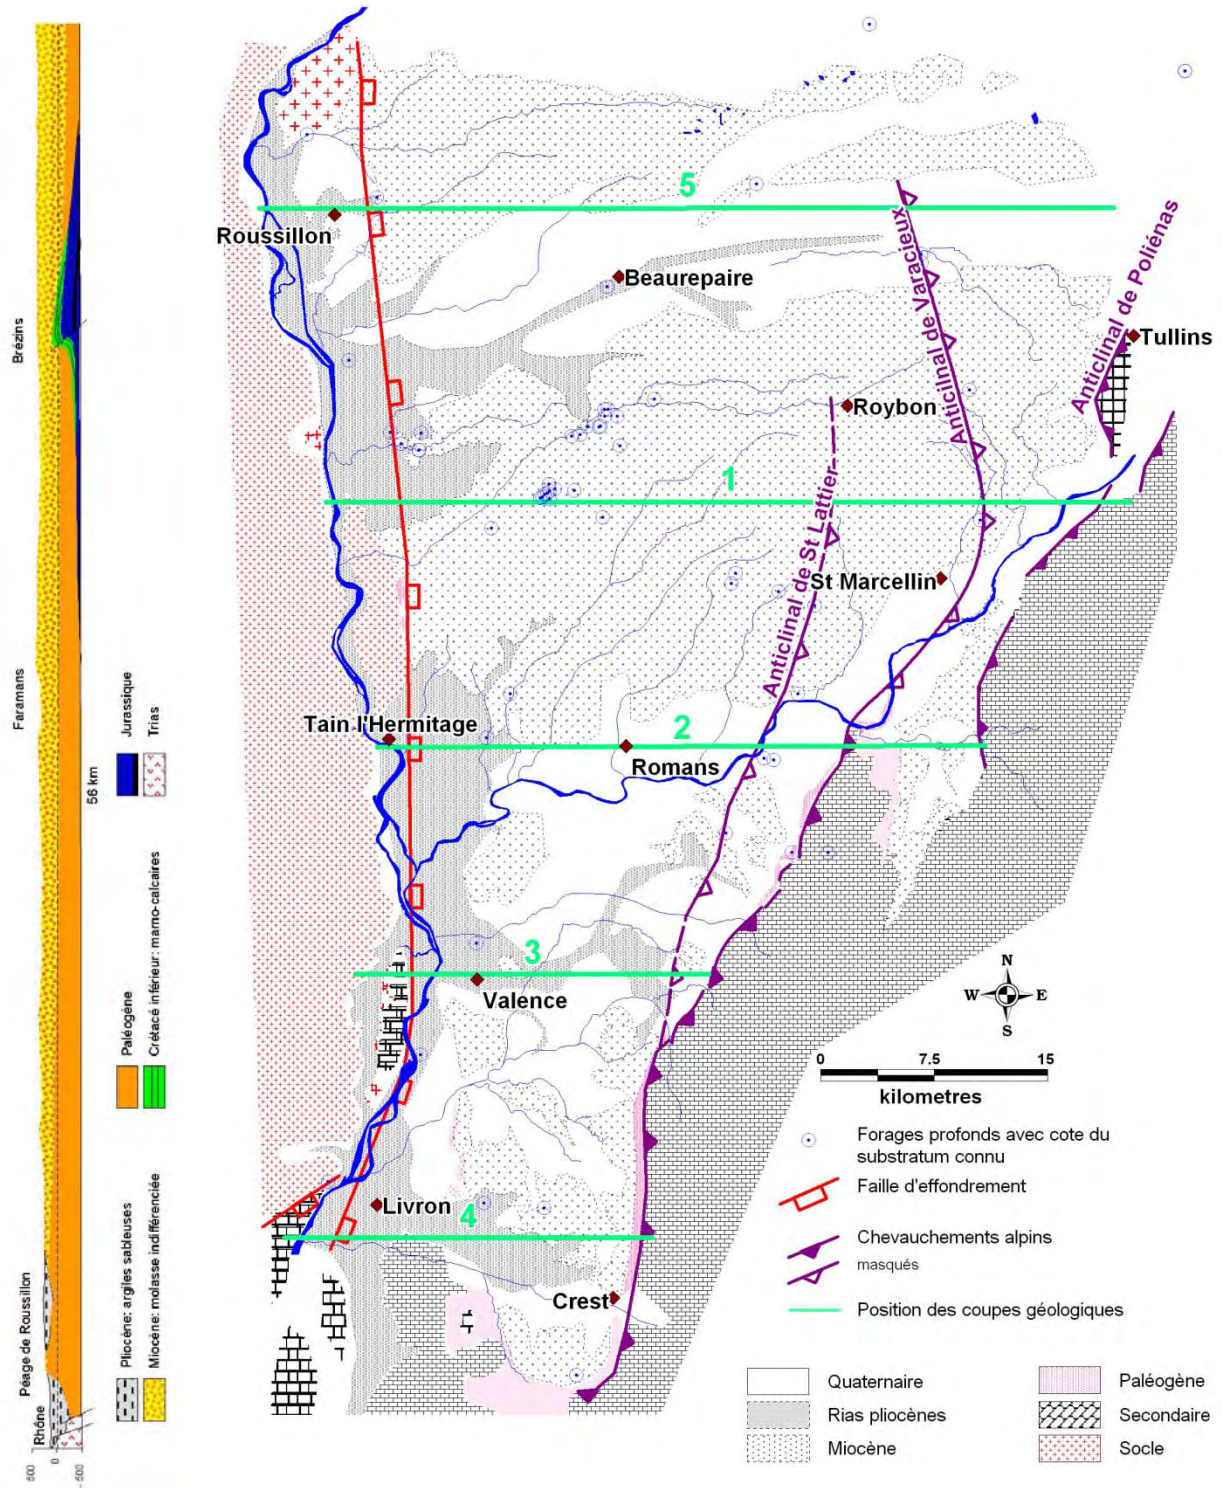 Brézins
Faramans
Péage de Roussillon
Rhône
500
0
- 500
56 km
Jurassique
Trias
Paléogène
Crétacé inférieur: marno-calcaires
Pliocène: argiles sableuses
Miocène: molasse indifférenciée
5
Roussillon
Beaurepaire
Anticlinal de Varacieux
Anticlinal de Poliénas
Tullins
Roybon
1
Anticlinal de St Lattier
St Marcellin
Tain l'Hermitage
2
Romans
3
Valence
N
W
E
S
0
7.5
15
kilometres
Livron
4
Crest
Forages profonds avec cote du
substratum connu
Faille d'effondrement
Chevauchements alpins
masqués
Position des coupes géologiques
Quaternaire
Rias pliocènes
Miocène
Paléogène
Secondaire
Socle